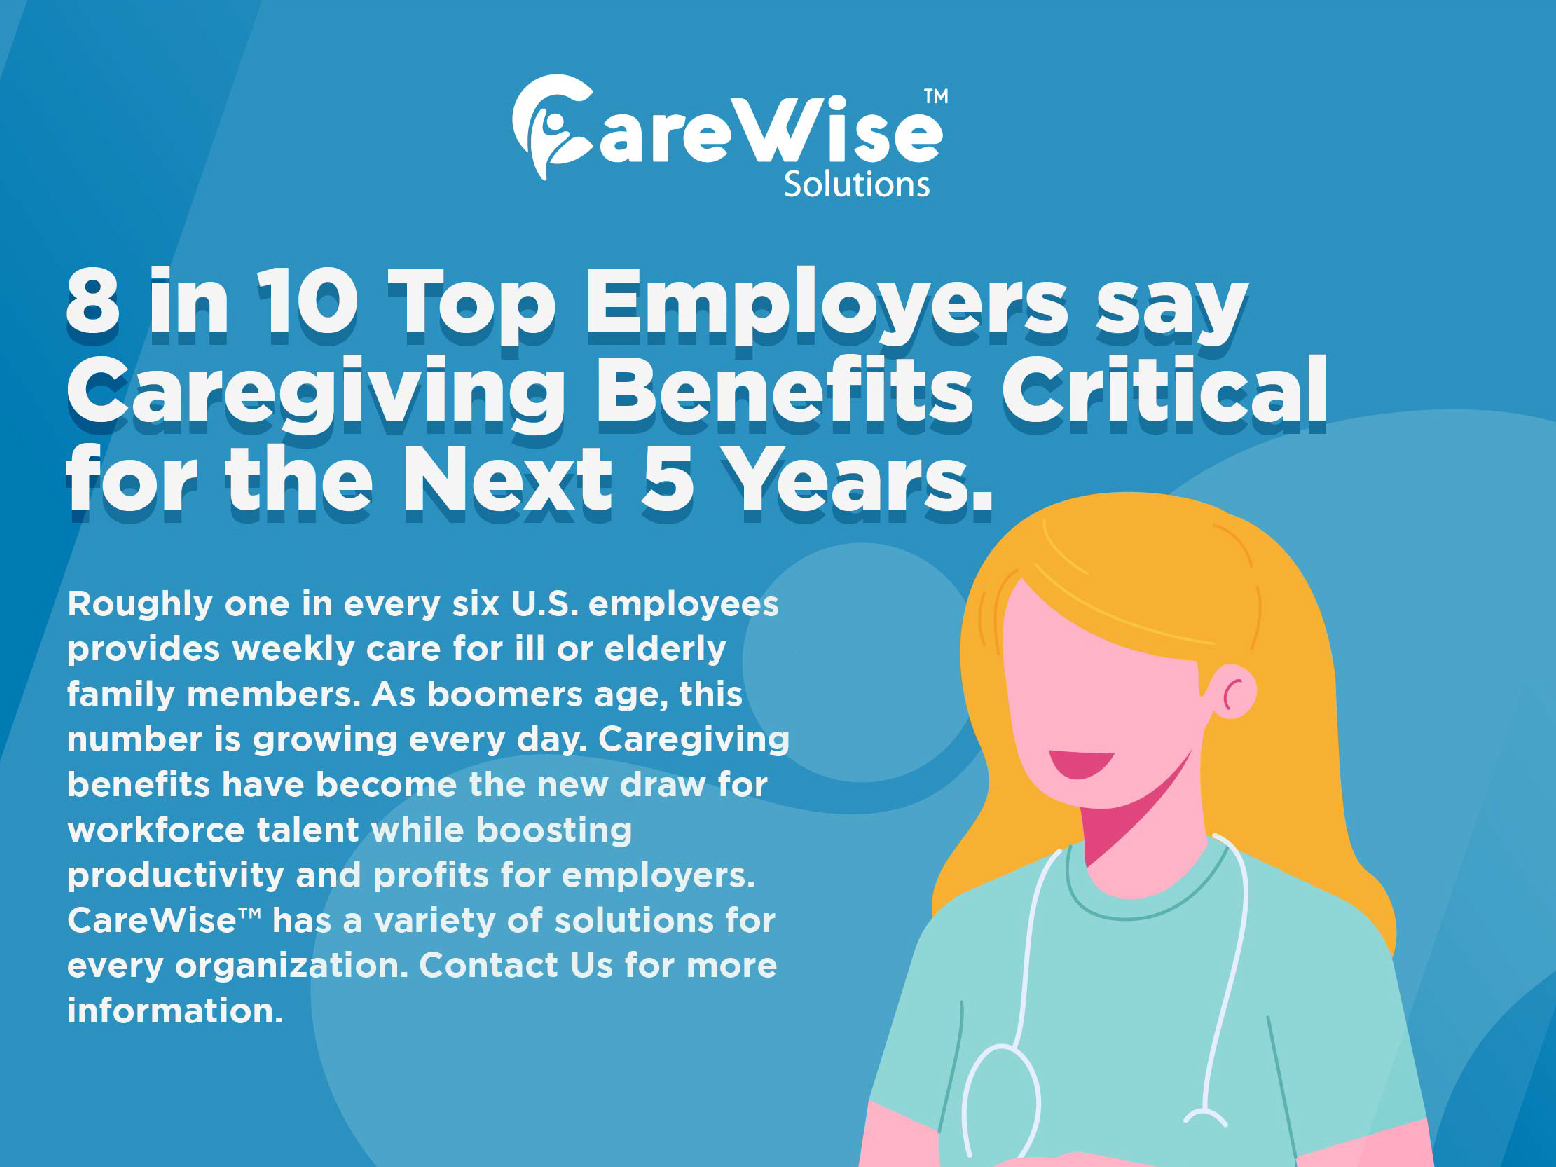 CareWise™
Solutions
8 in 10 Top Employers say
Caregiving Benefits Critical
for the Next 5 Years.
Roughly one in every six U.S. employees
provides weekly care for ill or elderly
family members. As boomers age, this
number is growing every day. Caregiving
benefits have become the new draw for
workforce talent while boosting
productivity and profits for employers.
CareWise™ has a variety of solutions for
every organization. Contact Us for more
information.